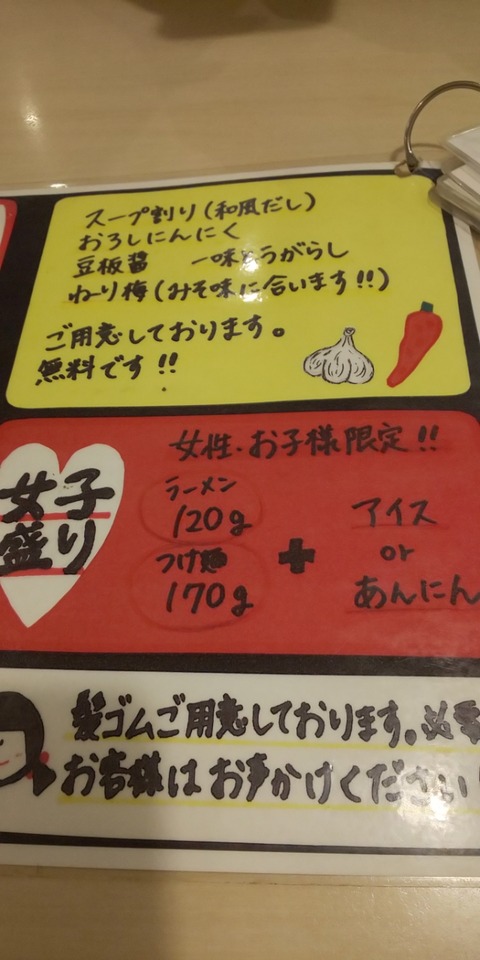 スープ割り(和風だし)
おろしにんにく
豆板醤 一味とうがらし
ねり梅(みそ味に合います!!)
ご用意しております。
無料です!!
女子
盛り
女性・お子様限定!!
ラーメン
120g
つけ麺
170g
+
アイス
or
あんにん
髪ゴムご用意しております。必要
お客様はお声かけください